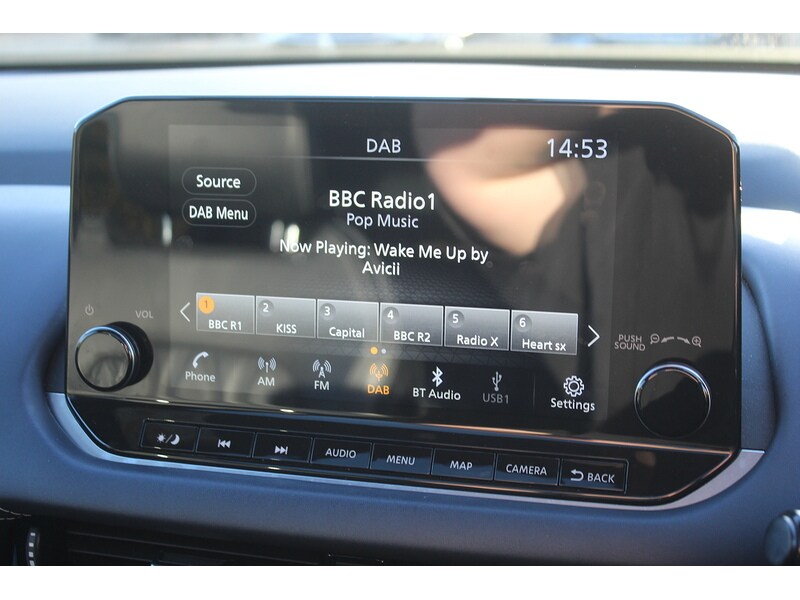 DAB
14:53
Source
DAB Menu
BBC Radio1
Pop Music
Now Playing: Wake Me Up by
Avicii
1 BBC R1
2 KISS
3 Capital
4 BBC R2
5 Radio X
6 Heart sx
VOL
PUSH
SOUND
Phone
AM
FM
DAB
BT Audio
USB1
Settings
AUDIO
MENU
MAP
CAMERA
BACK